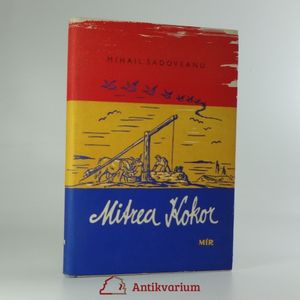 MIHAIL SADOVEANU
Mitrea Kokor
MÍR
Antikvarium